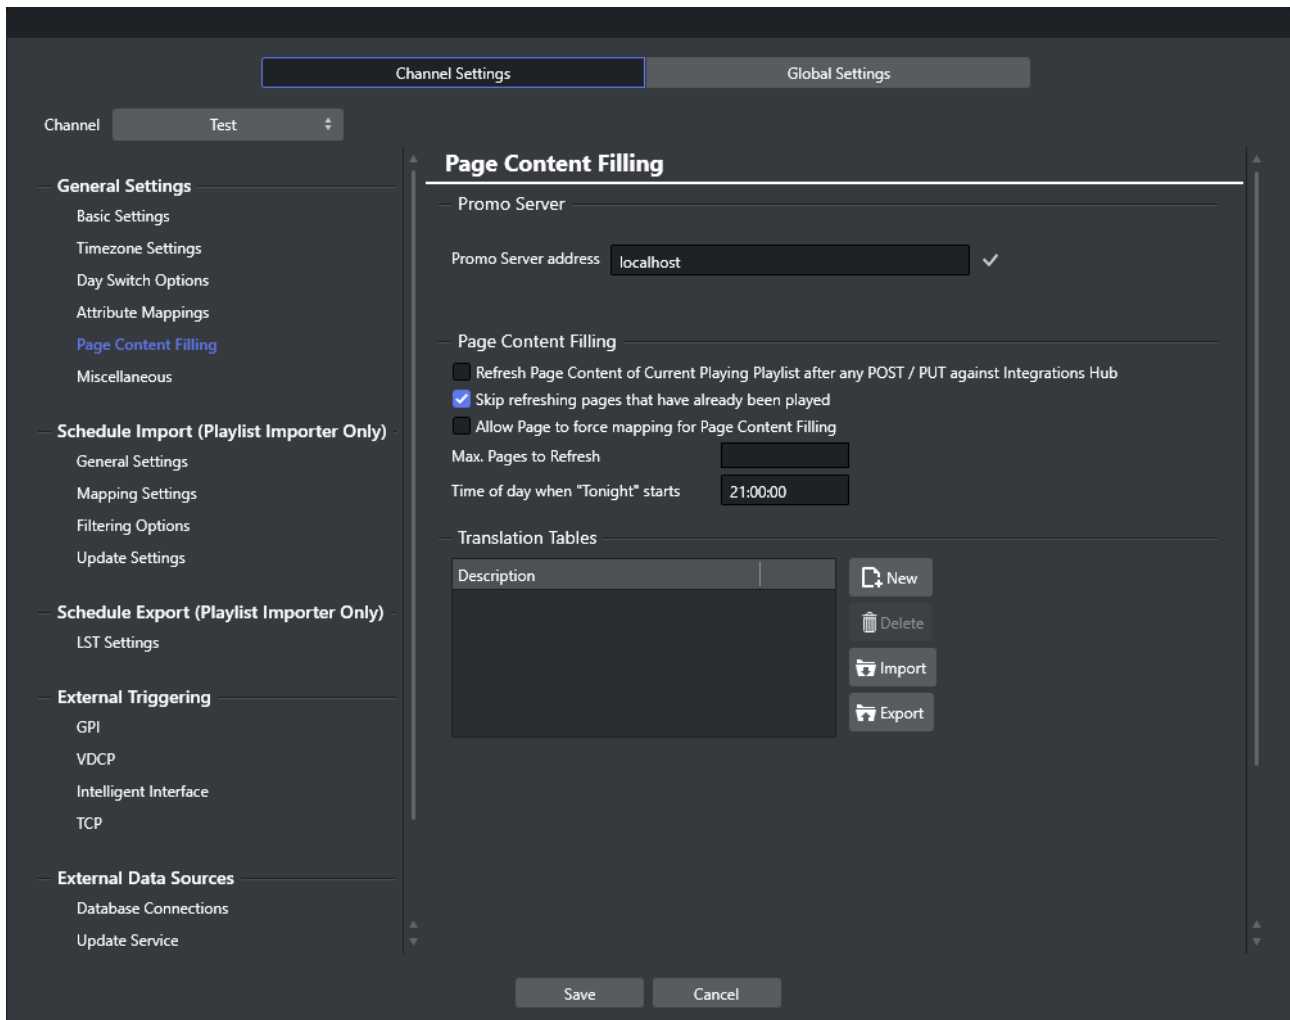 Channel Settings
Global Settings
Channel
Test
General Settings
Basic Settings
Timezone Settings
Day Switch Options
Attribute Mappings
Page Content Filling
Miscellaneous
Schedule Import (Playlist Importer Only)
General Settings
Mapping Settings
Filtering Options
Update Settings
Schedule Export (Playlist Importer Only)
LST Settings
External Triggering
GPI
VDCP
Intelligent Interface
TCP
External Data Sources
Database Connections
Update Service
Page Content Filling
Promo Server
Promo Server address
localhost
Page Content Filling
Refresh Page Content of Current Playing Playlist after any POST / PUT against Integrations Hub
Skip refreshing pages that have already been played
Allow Page to force mapping for Page Content Filling
Max. Pages to Refresh
Time of day when "Tonight" starts
21:00:00
Translation Tables
Description
New
Delete
Import
Export
Save
Cancel